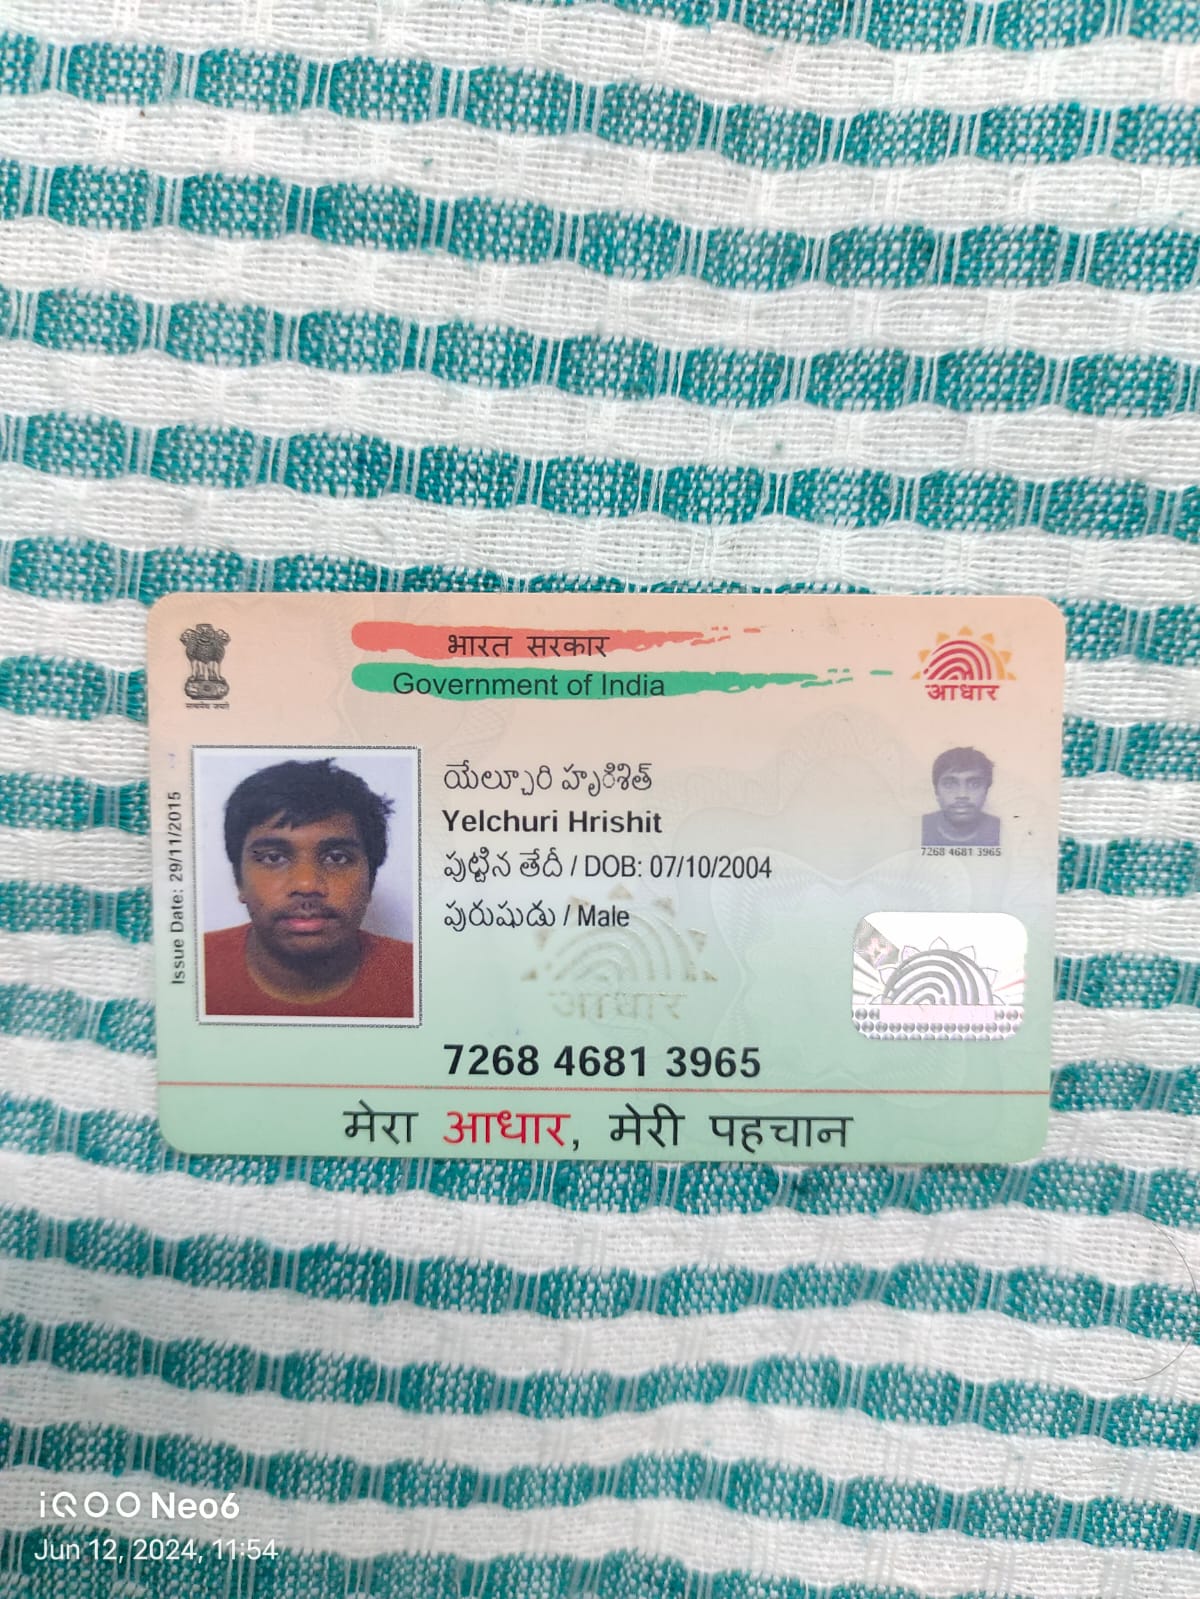 भारत सरकार
Government of India
सत्यमेव जयते
आधार
Issue Date: 29/11/2015
యేల్చూరి హృిశిత్
Yelchuri Hrishit
పుట్టిన తేదీ / DOB: 07/10/2004
పురుషుడు / Male
7268 4681 3965
आधार
7268 4681 3965
मेरा आधार, मेरी पहचान
iQOO Neo6
Jun 12, 2024, 11:54